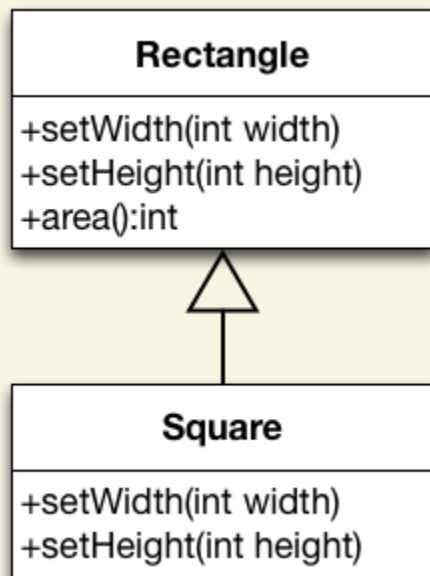 Rectangle
+setWidth(int width)
+setHeight(int height)
+area():int
Square
+setWidth(int width)
+setHeight(int height)